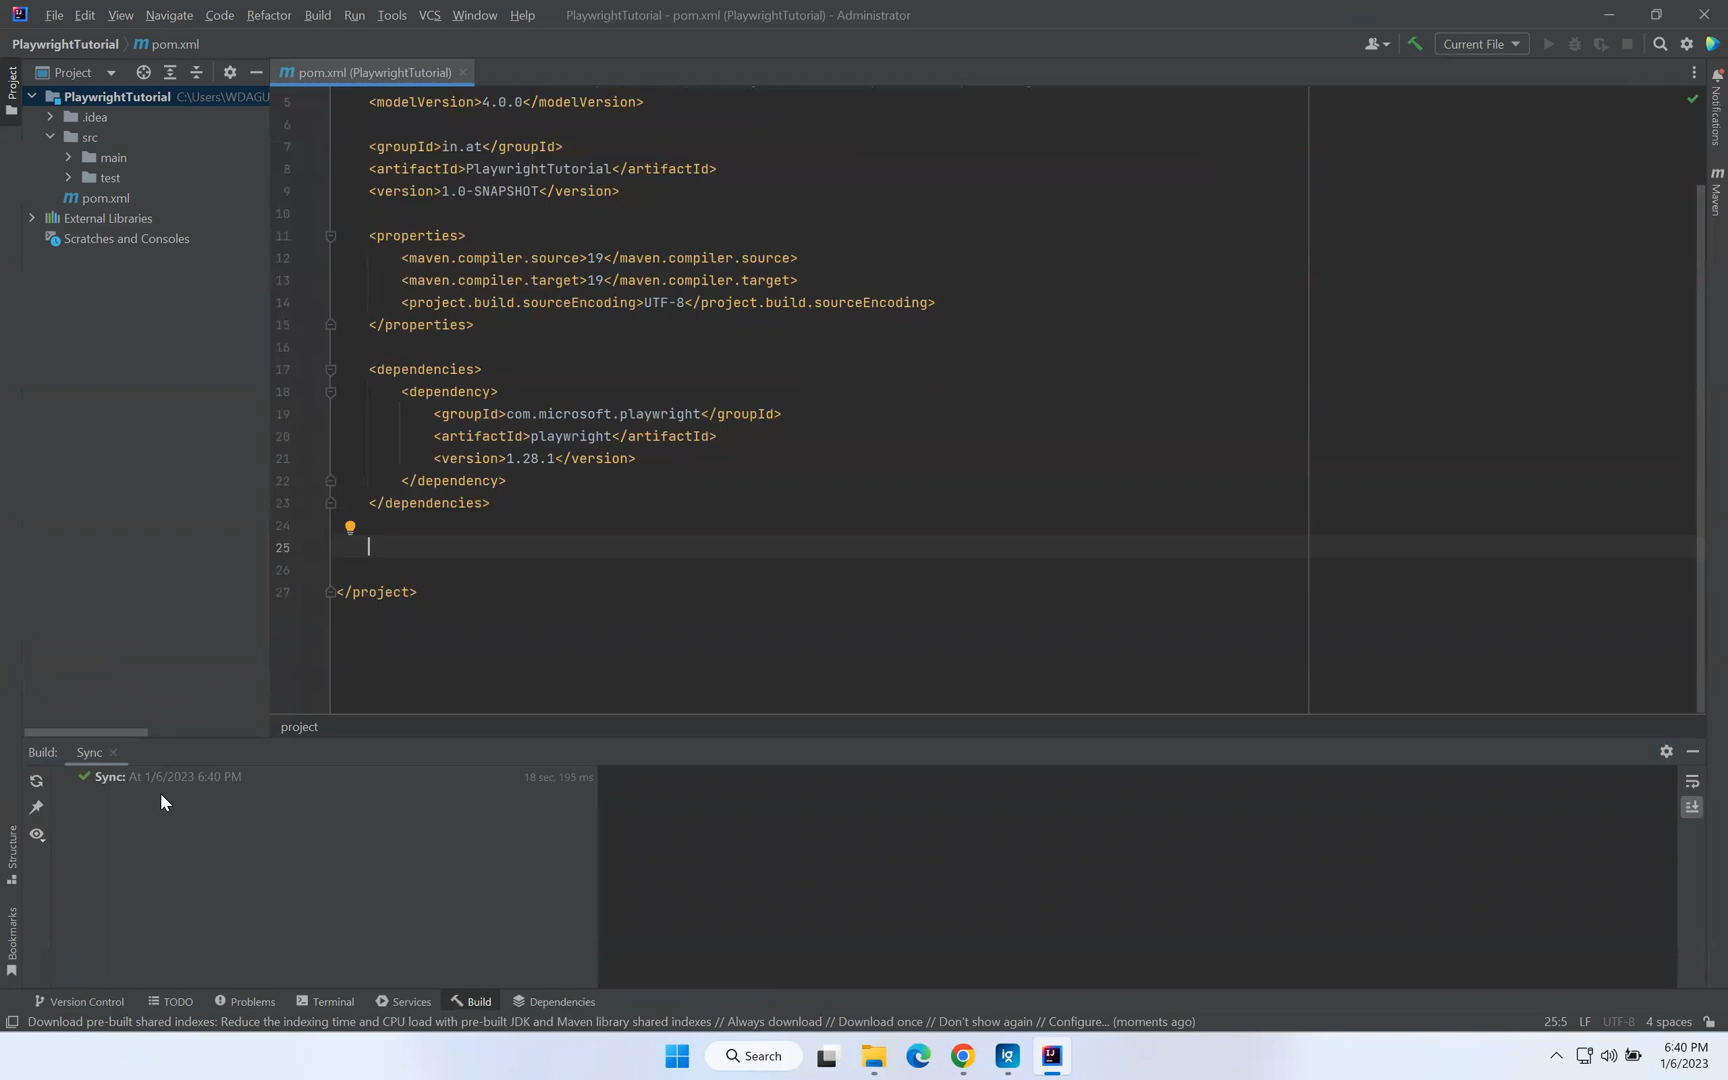 File Edit View Navigate Code Refactor Build Run Tools VCS Window Help PlaywrightTutorial - pom.xml (PlaywrightTutorial) - Administrator
PlaywrightTutorial pom.xml
Current File
Project
pom.xml (PlaywrightTutorial)
Project
PlaywrightTutorial C:\Users\WDAGU
.idea
src
main
test
pom.xml
External Libraries
Scratches and Consoles
5 <modelVersion>4.0.0</modelVersion>
6
7 <groupId>in.at</groupId>
8 <artifactId>PlaywrightTutorial</artifactId>
9 <version>1.0-SNAPSHOT</version>
10
11 <properties>
12 <maven.compiler.source>19</maven.compiler.source>
13 <maven.compiler.target>19</maven.compiler.target>
14 <project.build.sourceEncoding>UTF-8</project.build.sourceEncoding>
15 </properties>
16
17 <dependencies>
18 <dependency>
19 <groupId>com.microsoft.playwright</groupId>
20 <artifactId>playwright</artifactId>
21 <version>1.28.1</version>
22 </dependency>
23 </dependencies>
24
25
26
27 </project>
project
Notifications
Maven
Build: Sync
Sync: At 1/6/2023 6:40 PM 18 sec, 195 ms
Structure
Bookmarks
Version Control TODO Problems Terminal Services Build Dependencies
Download pre-built shared indexes: Reduce the indexing time and CPU load with pre-built JDK and Maven library shared indexes // Always download // Download once // Don't show again // Configure... (moments ago) 25:5 LF UTF-8 4 spaces
Search
6:40 PM
1/6/2023